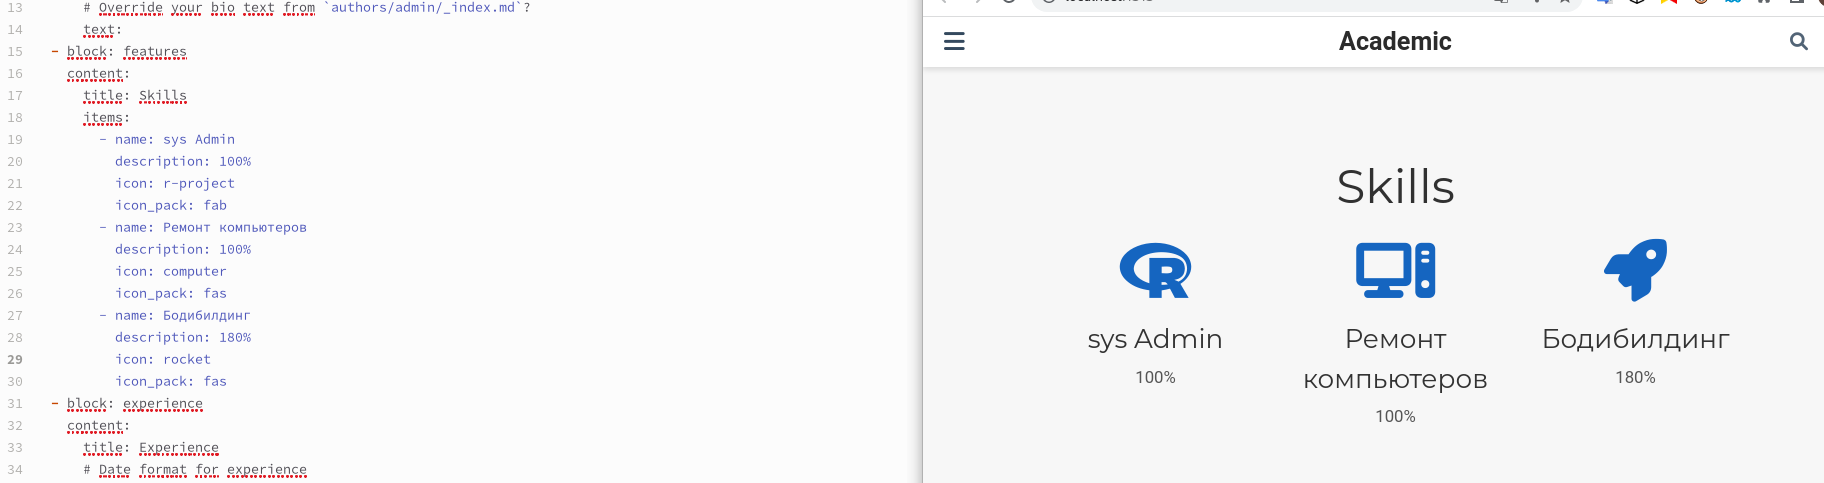 13 # Override your bio text from `authors/admin/_index.md`?
14 text:
15 - block: features
16 content:
17 title: Skills
18 items:
19 - name: sys Admin
20 description: 100%
21 icon: r-project
22 icon_pack: fab
23 - name: Ремонт компьютеров
24 description: 100%
25 icon: computer
26 icon_pack: fas
27 - name: Бодибилдинг
28 description: 180%
29 icon: rocket
30 icon_pack: fas
31 - block: experience
32 content:
33 title: Experience
34 # Date format for experience
Academic
Skills
sys Admin
100%
Ремонт
компьютеров
100%
Бодибилдинг
180%